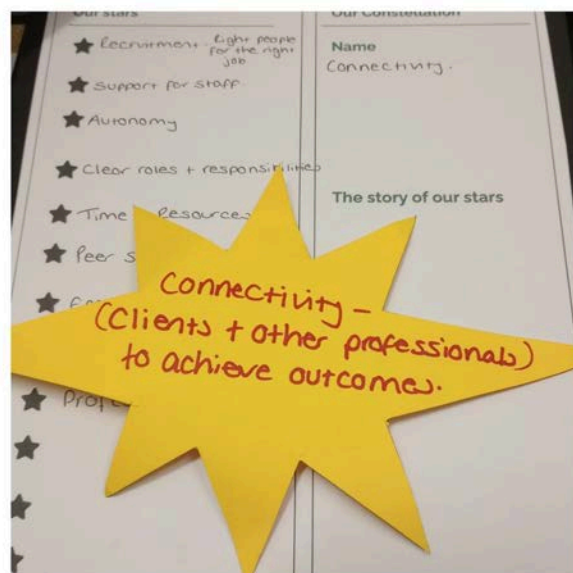 Our stars
Recruitment - Right people
for the right
job
Support for staff.
Autonomy
Clear roles + responsibilities
Time Resources
Peer s
Our Constellation
Name
Connectivity.
The story of our stars
Connectivity –
(Clients + other professionals)
to achieve outcomes.